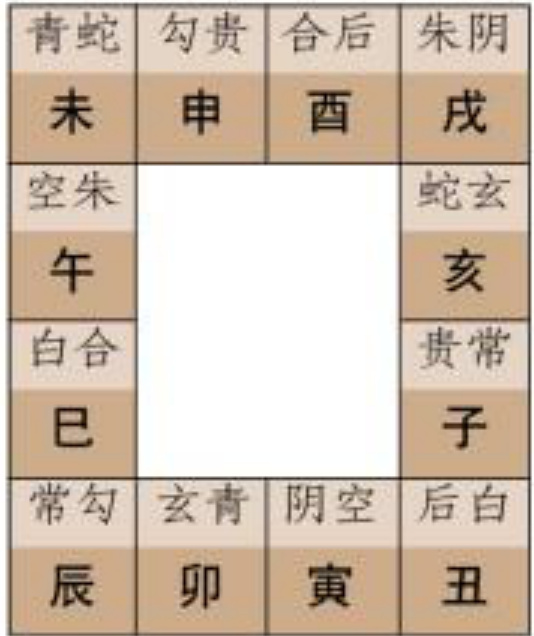 青蛇 勾贵 合后 朱阴
未 申 酉 戌
空朱 蛇玄
午 亥
白合 贵常
巳 子
常勾 玄青 阴空 后白
辰 卯 寅 丑